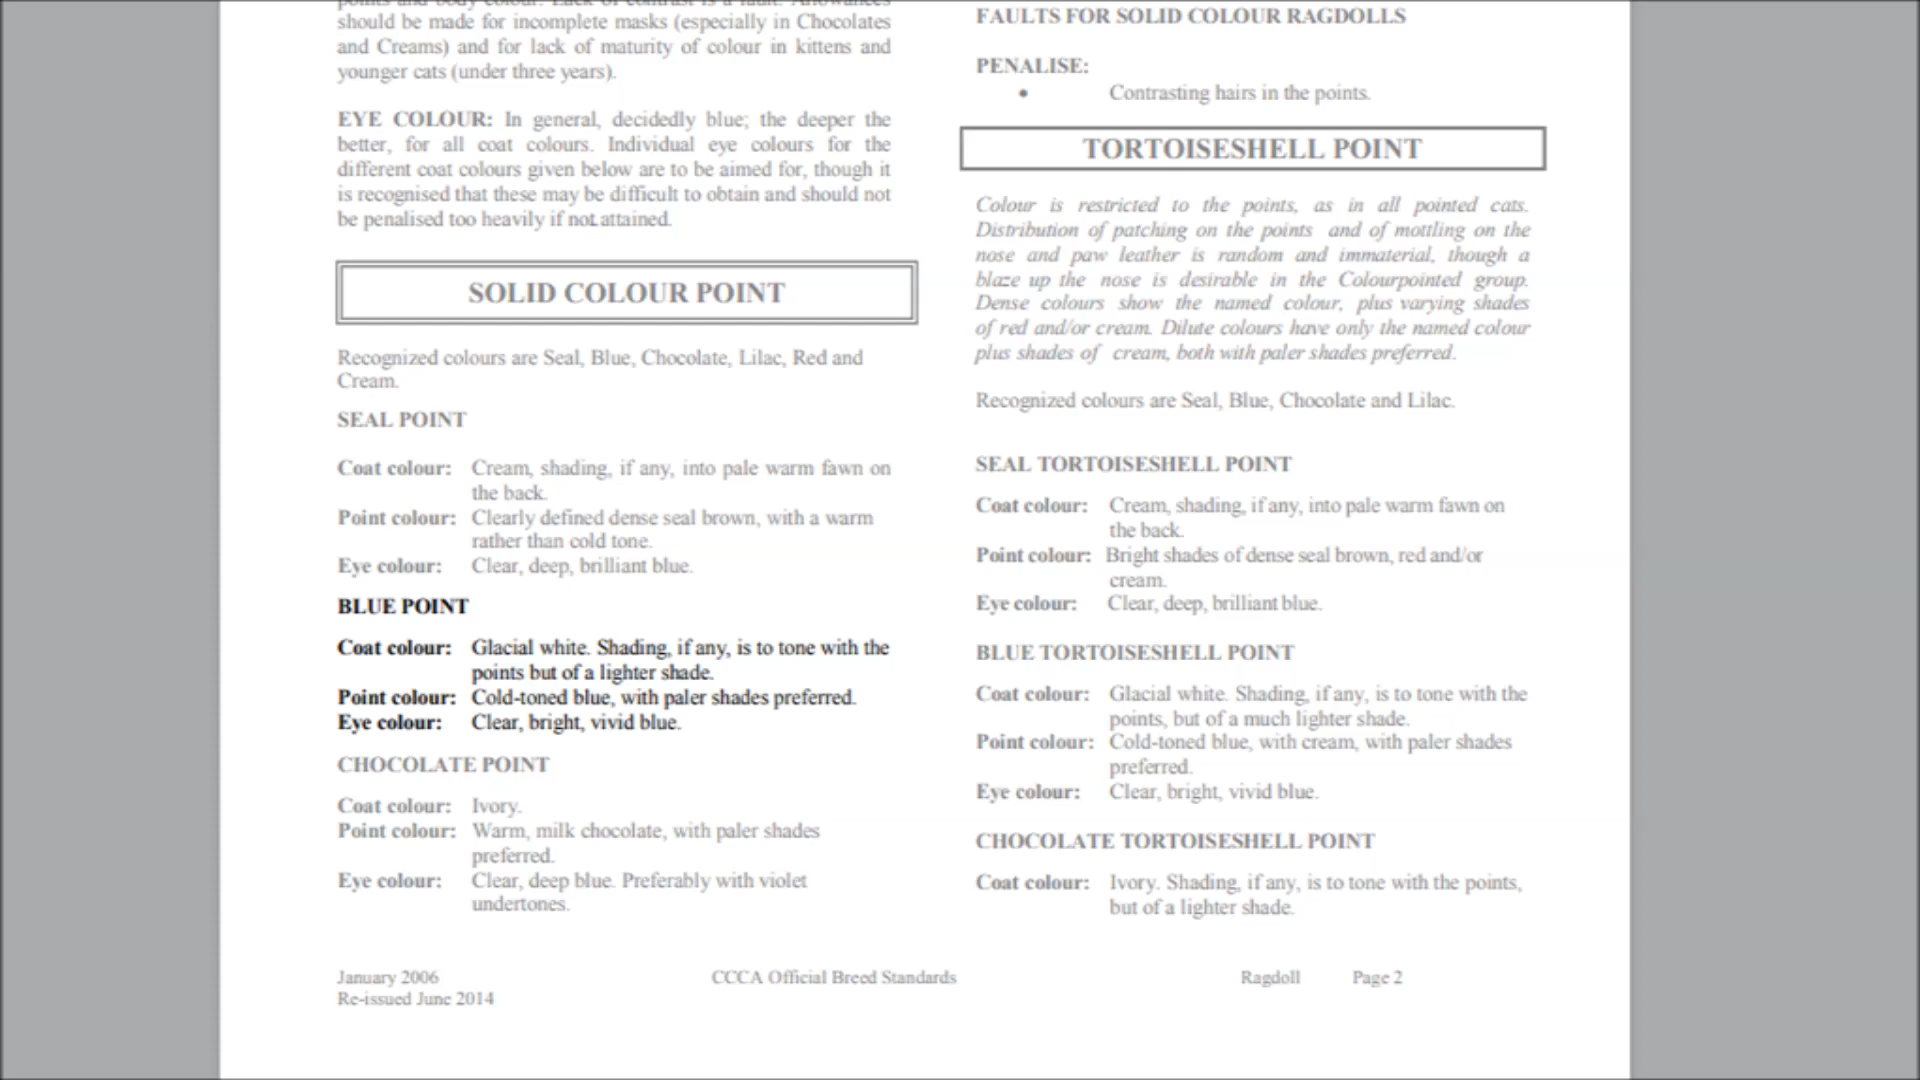 points and body colour. Lack of contrast is a fault. Allowances
should be made for incomplete masks (especially in Chocolates
and Creams) and for lack of maturity of colour in kittens and
younger cats (under three years).
EYE COLOUR: In general, decidedly blue; the deeper the
better, for all coat colours. Individual eye colours for the
different coat colours given below are to be aimed for, though it
is recognised that these may be difficult to obtain and should not
be penalised too heavily if not attained.
SOLID COLOUR POINT
Recognized colours are Seal, Blue, Chocolate, Lilac, Red and
Cream.
SEAL POINT
Coat colour: Cream, shading, if any, into pale warm fawn on
the back.
Point colour: Clearly defined dense seal brown, with a warm
rather than cold tone.
Eye colour: Clear, deep, brilliant blue.
BLUE POINT
Coat colour: Glacial white. Shading, if any, is to tone with the
points but of a lighter shade.
Point colour: Cold-toned blue, with paler shades preferred.
Eye colour: Clear, bright, vivid blue.
CHOCOLATE POINT
Coat colour: Ivory.
Point colour: Warm, milk chocolate, with paler shades
preferred.
Eye colour: Clear, deep blue. Preferably with violet
undertones.
FAULTS FOR SOLID COLOUR RAGDOLLS
PENALISE:
• Contrasting hairs in the points.
TORTOISESHELL POINT
Colour is restricted to the points, as in all pointed cats.
Distribution of patching on the points and of mottling on the
nose and paw leather is random and immaterial, though a
blaze up the nose is desirable in the Colourpointed group.
Dense colours show the named colour, plus varying shades
of red and/or cream. Dilute colours have only the named colour
plus shades of cream, both with paler shades preferred.
Recognized colours are Seal, Blue, Chocolate and Lilac.
SEAL TORTOISESHELL POINT
Coat colour: Cream, shading, if any, into pale warm fawn on
the back.
Point colour: Bright shades of dense seal brown, red and/or
cream.
Eye colour: Clear, deep, brilliant blue.
BLUE TORTOISESHELL POINT
Coat colour: Glacial white. Shading, if any, is to tone with the
points, but of a much lighter shade.
Point colour: Cold-toned blue, with cream, with paler shades
preferred.
Eye colour: Clear, bright, vivid blue.
CHOCOLATE TORTOISESHELL POINT
Coat colour: Ivory. Shading, if any, is to tone with the points,
but of a lighter shade.
January 2006 CCCA Official Breed Standards Ragdoll Page 2
Re-issued June 2014